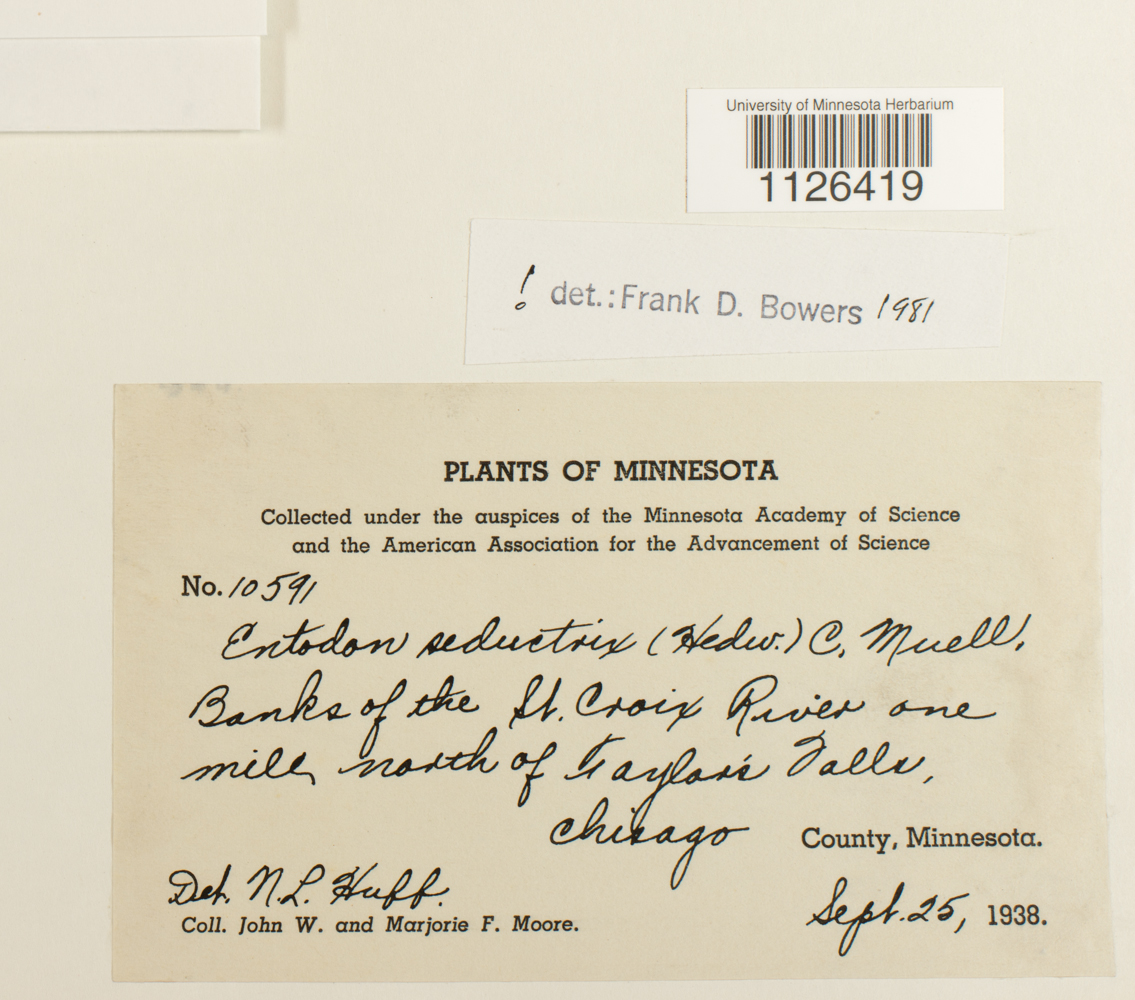 University of Minnesota Herbarium
1126419
! det.: Frank D. Bowers 1981
PLANTS OF MINNESOTA
Collected under the auspices of the Minnesota Academy of Science
and the American Association for the Advancement of Science
No. 10591
Entodon seductrix (Hedw.) C. Muell.
Banks of the St. Croix River one
mile north of Taylor's Falls,
Chisago County, Minnesota.
Det. N.L. Huff.
Coll. John W. and Marjorie F. Moore.
Sept. 25, 1938.